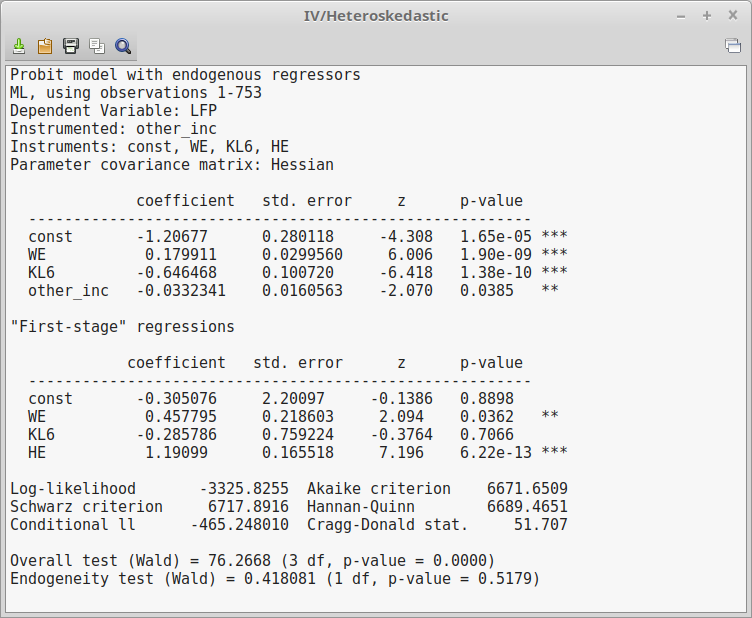 IV/Heteroskedastic
Probit model with endogenous regressors
ML, using observations 1-753
Dependent Variable: LFP
Instrumented: other_inc
Instruments: const, WE, KL6, HE
Parameter covariance matrix: Hessian
coefficient std. error z p-value
----------------------------------------------------------
const -1.20677 0.280118 -4.308 1.65e-05 ***
WE 0.179911 0.0299560 6.006 1.90e-09 ***
KL6 -0.646468 0.100720 -6.418 1.38e-10 ***
other_inc -0.0332341 0.0160563 -2.070 0.0385 **
"First-stage" regressions
coefficient std. error z p-value
----------------------------------------------------------
const -0.305076 2.20097 -0.1386 0.8898
WE 0.457795 0.218603 2.094 0.0362 **
KL6 -0.285786 0.759224 -0.3764 0.7066
HE 1.19099 0.165518 7.196 6.22e-13 ***
Log-likelihood -3325.8255 Akaike criterion 6671.6509
Schwarz criterion 6717.8916 Hannan-Quinn 6689.4651
Conditional ll -465.248010 Cragg-Donald stat. 51.707
Overall test (Wald) = 76.2668 (3 df, p-value = 0.0000)
Endogeneity test (Wald) = 0.418081 (1 df, p-value = 0.5179)